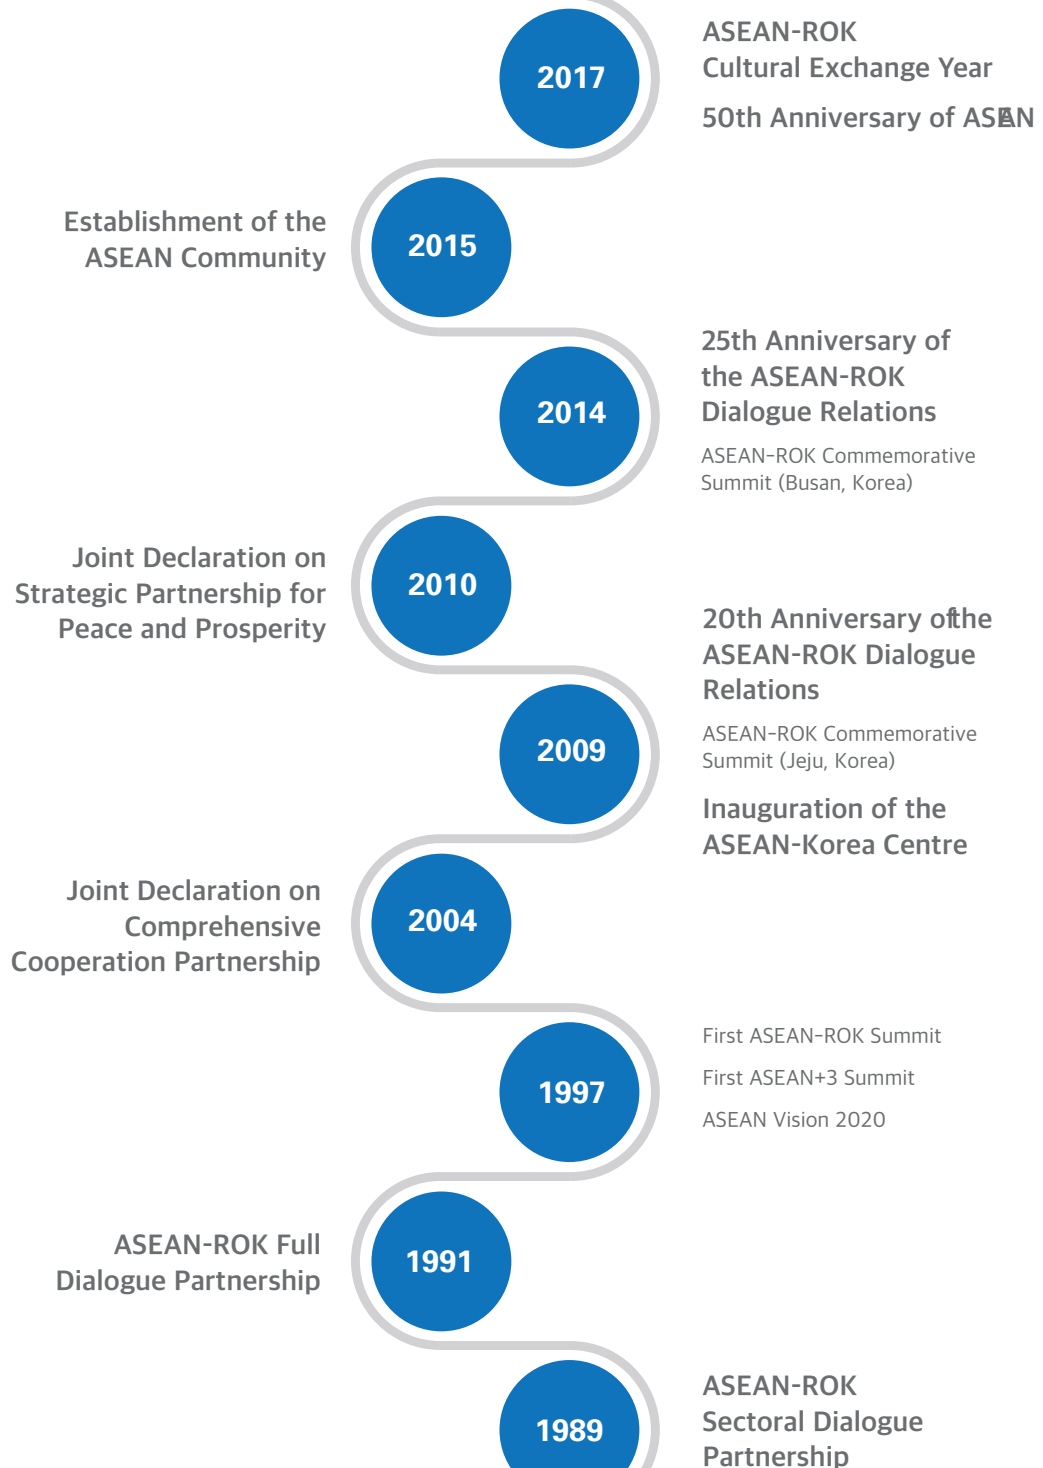 2017
ASEAN-ROK
Cultural Exchange Year
50th Anniversary of ASEAN
Establishment of the
ASEAN Community
2015
2014
25th Anniversary of
the ASEAN-ROK
Dialogue Relations
ASEAN-ROK Commemorative
Summit (Busan, Korea)
Joint Declaration on
Strategic Partnership for
Peace and Prosperity
2010
2009
20th Anniversary of the
ASEAN-ROK Dialogue
Relations
ASEAN-ROK Commemorative
Summit (Jeju, Korea)
Inauguration of the
ASEAN-Korea Centre
Joint Declaration on
Comprehensive
Cooperation Partnership
2004
1997
First ASEAN-ROK Summit
First ASEAN+3 Summit
ASEAN Vision 2020
ASEAN-ROK Full
Dialogue Partnership
1991
1989
ASEAN-ROK
Sectoral Dialogue
Partnership